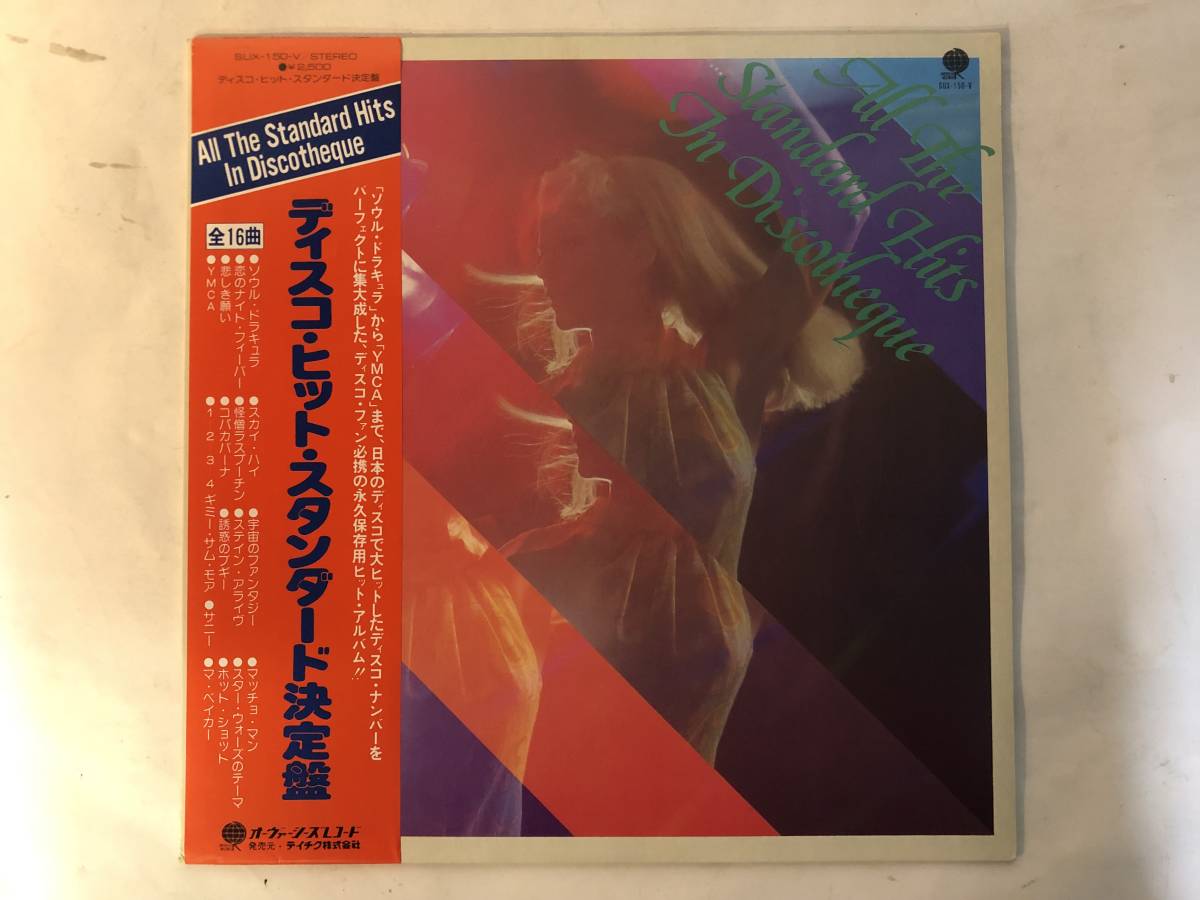 SUX-150-V/STEREO
●¥2,500
ディスコ・ヒット・スタンダード決定盤
All The Standard Hits
In Discotheque
「ソウル・ドラキュラ」から「YMCA」まで、日本のディスコで大ヒットしたディスコ・ナンバーを
パーフェクトに集大成した、ディスコ・ファン必携の永久保存用ヒット・アルバム!!
ディスコ・ヒット・スタンダード決定盤
全16曲
●ソウル・ドラキュラ
●恋のナイト・フィーバー
●悲しき願い
●YMCA
●スカイ・ハイ
●怪僧ラスプーチン
●コパカバーナ
●1234ギミー・サム・モア
●宇宙のファンタジー
●ステイン・アライヴ
●誘惑のブギー
●サニー
●マッチョ・マン
●スター・ウォーズのテーマ
●ホット・ショット
●マ・ベイカー
オーヴァーシーズレコード
発売元・テイチク株式会社
SUX-150-V
All The
Standard Hits
In Discotheque